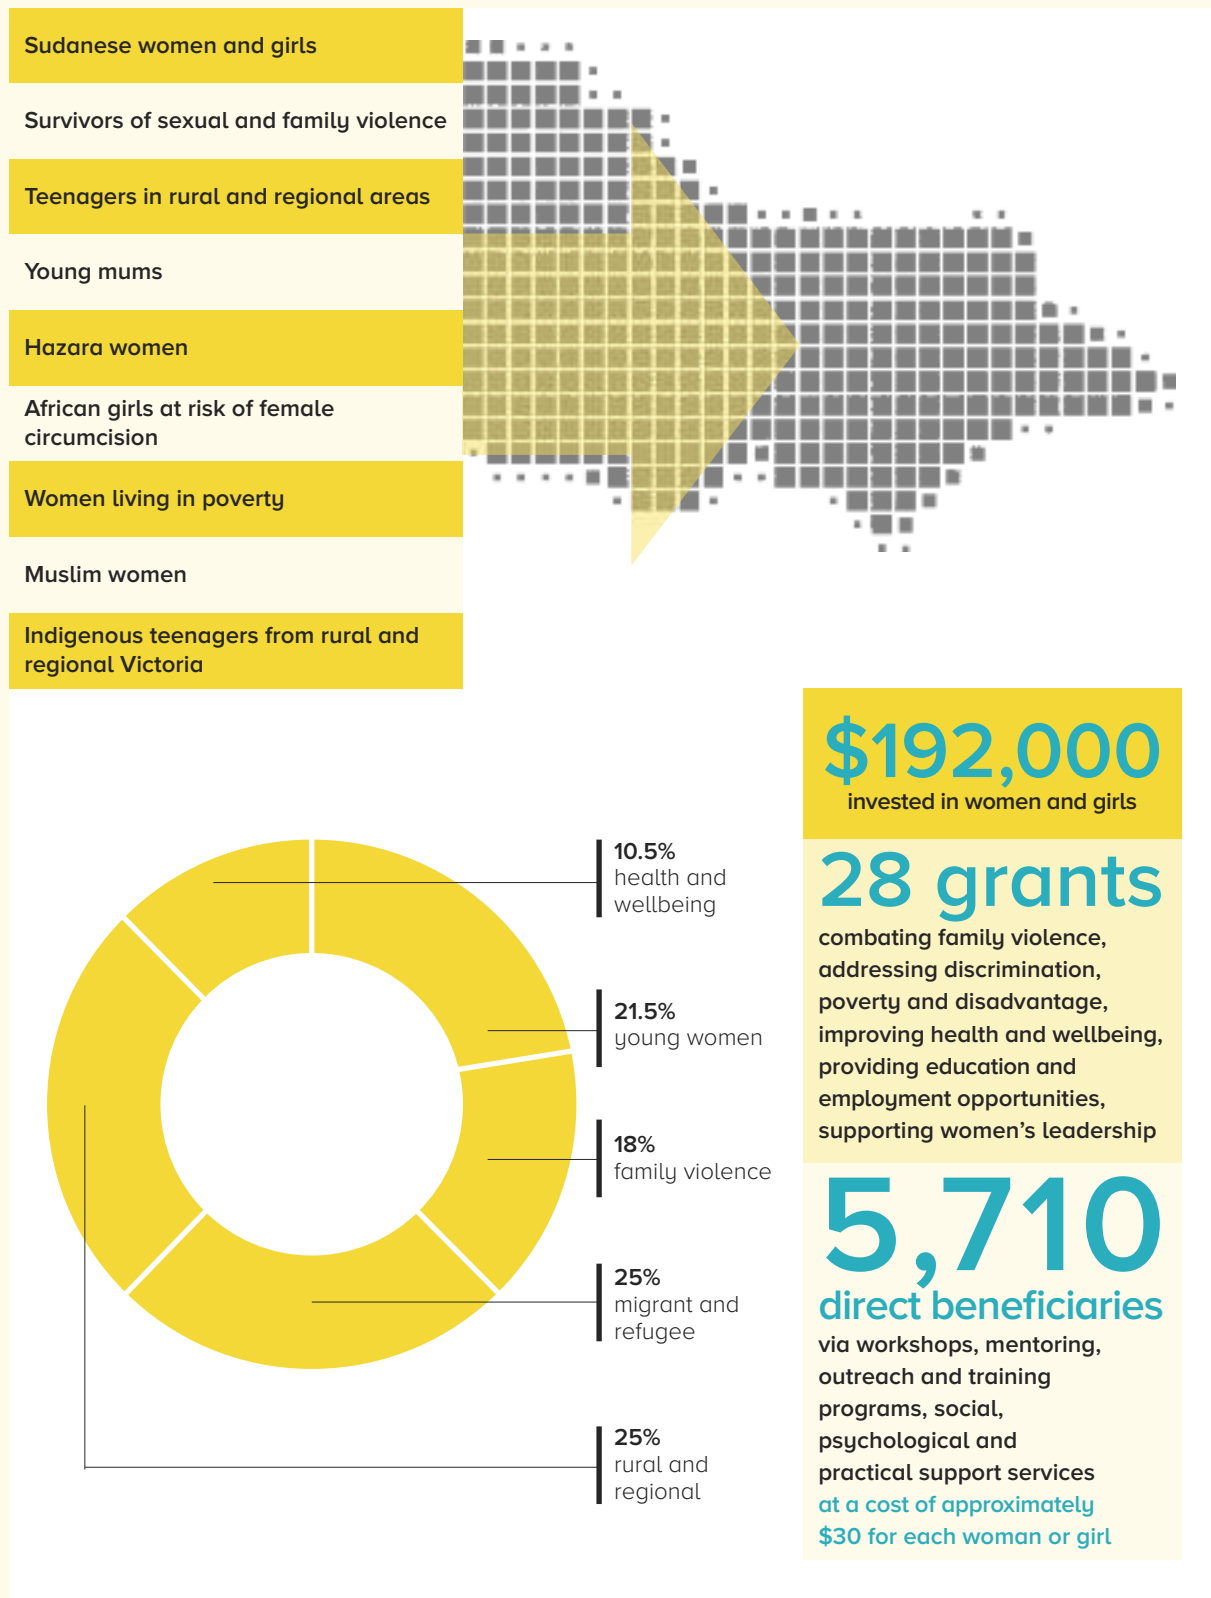 Sudanese women and girls
Survivors of sexual and family violence
Teenagers in rural and regional areas
Young mums
Hazara women
African girls at risk of female
circumcision
Women living in poverty
Muslim women
Indigenous teenagers from rural and
regional Victoria
10.5%
health and
wellbeing
21.5%
young women
18%
family violence
25%
migrant and
refugee
25%
rural and
regional
$192,000
invested in women and girls
28 grants
combating family violence,
addressing discrimination,
poverty and disadvantage,
improving health and wellbeing,
providing education and
employment opportunities,
supporting women’s leadership
5,710
direct beneficiaries
via workshops, mentoring,
outreach and training
programs, social,
psychological and
practical support services
at a cost of approximately
$30 for each woman or girl